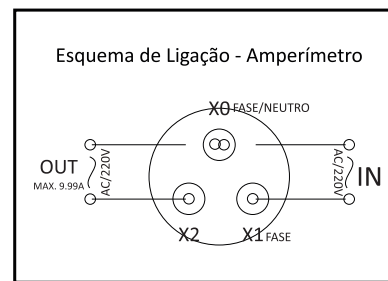 Esquema de Ligação - Amperímetro
X0 FASE/NEUTRO
OUT
MAX. 9.99A
AC/220V
AC/220V
IN
X2
X1 FASE